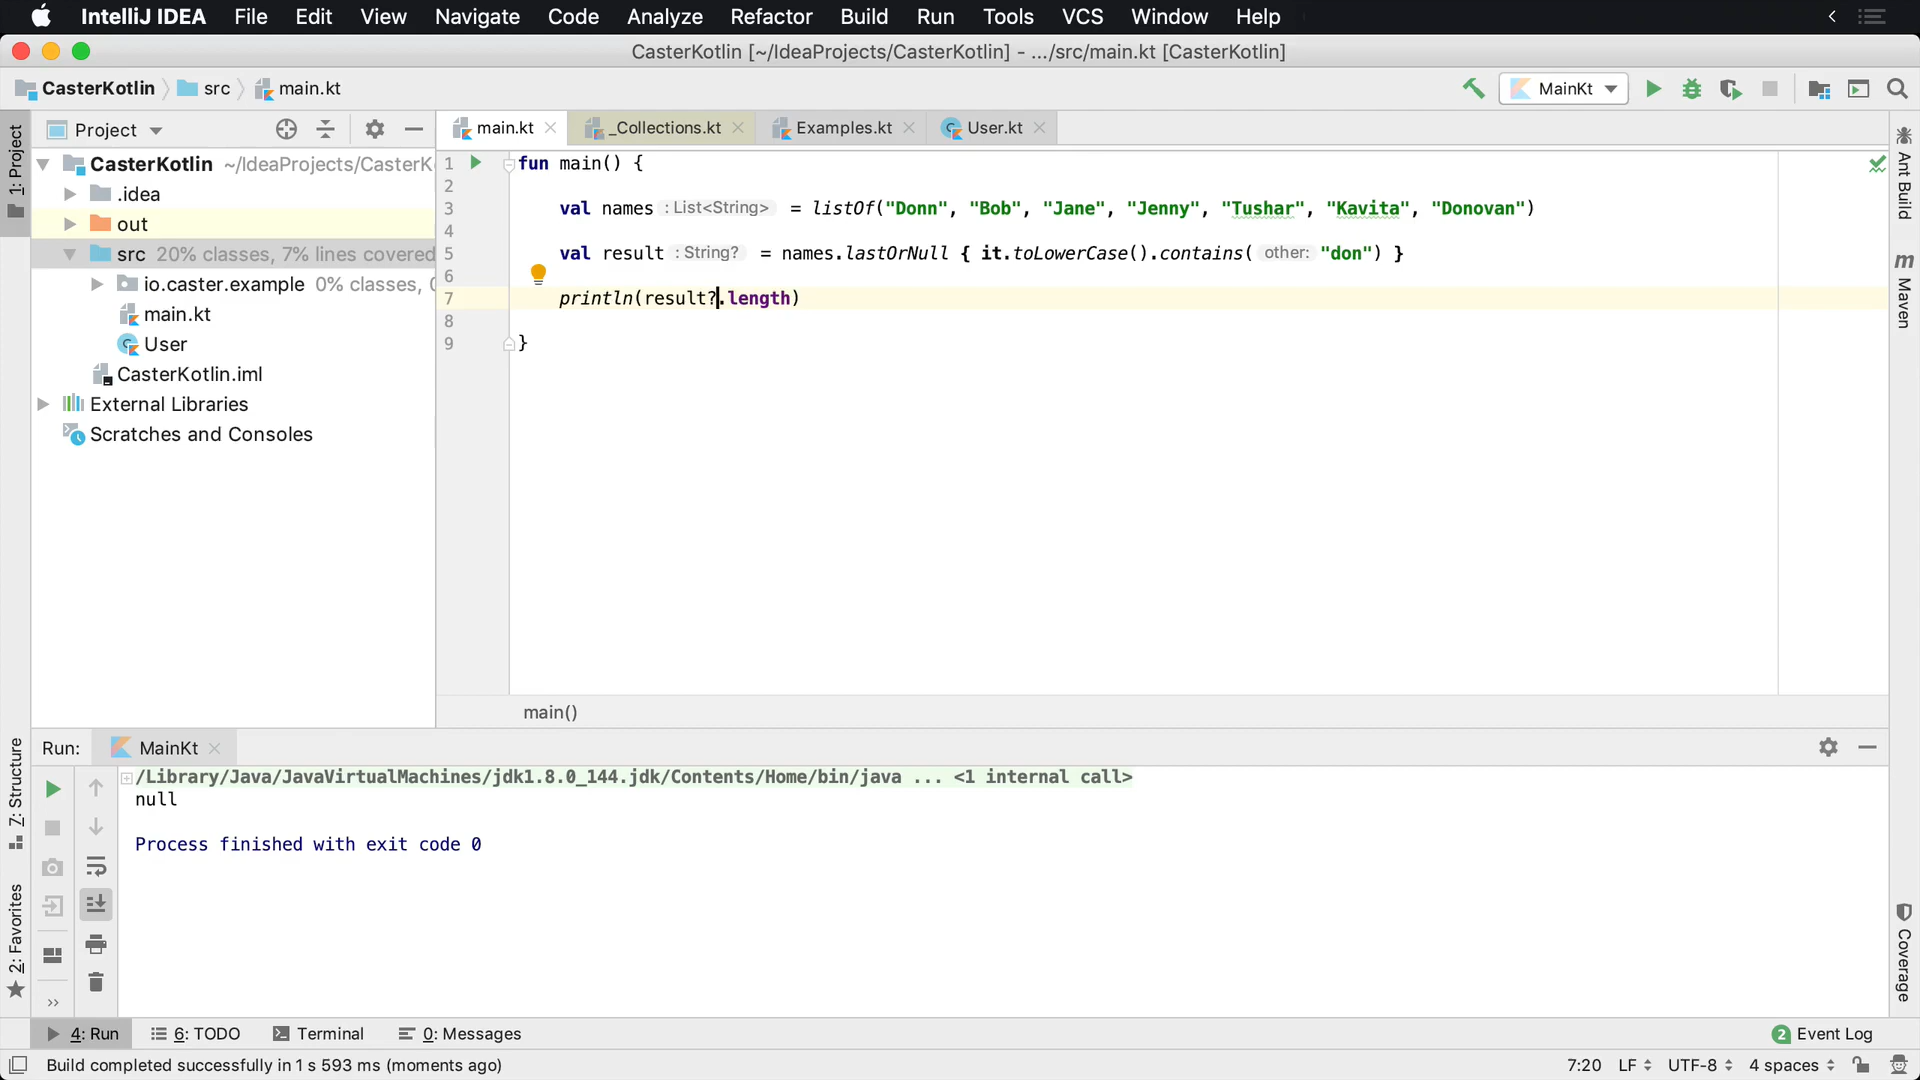 IntelliJ IDEA File Edit View Navigate Code Analyze Refactor Build Run Tools VCS Window Help
CasterKotlin [~/IdeaProjects/CasterKotlin] - .../src/main.kt [CasterKotlin]
CasterKotlin src main.kt MainKt
Project main.kt _Collections.kt Examples.kt User.kt
1: Project
CasterKotlin ~/IdeaProjects/CasterK
.idea
out
src 20% classes, 7% lines covered
io.caster.example 0% classes, 0
main.kt
User
CasterKotlin.iml
External Libraries
Scratches and Consoles
1 fun main() {
2
3 val names : List<String> = listOf("Donn", "Bob", "Jane", "Jenny", "Tushar", "Kavita", "Donovan")
4
5 val result : String? = names.lastOrNull { it.toLowerCase().contains( other: "don") }
6
7 println(result?.length)
8
9 }
main()
Ant Build
m Maven
Run: MainKt
/Library/Java/JavaVirtualMachines/jdk1.8.0_144.jdk/Contents/Home/bin/java ... <1 internal call>
null
Process finished with exit code 0
Z: Structure
2: Favorites
Coverage
4: Run 6: TODO Terminal 0: Messages 2 Event Log
Build completed successfully in 1 s 593 ms (moments ago) 7:20 LF UTF-8 4 spaces